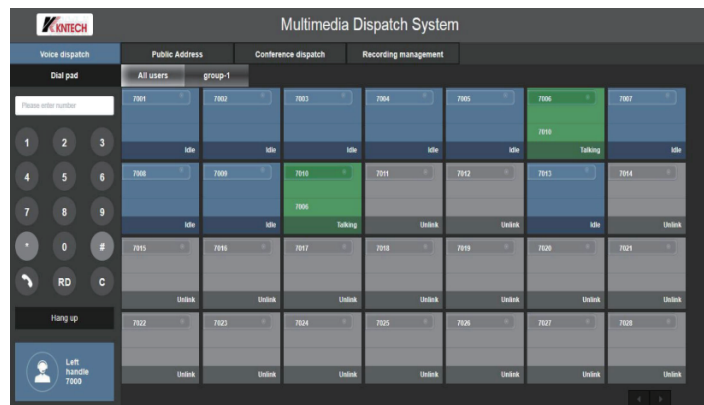 KNTECH
Multimedia Dispatch System
Voice dispatch
Public Address
Conference dispatch
Recording management
Dial pad
All users
group-1
Please enter number
1 2 3
4 5 6
7 8 9
* 0 #
RD C
Hang up
Left
handle
7000
7001 7002 7003 7004 7005 7006 7007
7010
Idle Idle Idle Idle Idle Talking Idle
7008 7009 7010 7011 7012 7013 7014
7006
Idle Idle Talking Unlink Unlink Idle Unlink
7015 7016 7017 7018 7019 7020 7021
Unlink Unlink Unlink Unlink Unlink Unlink Unlink
7022 7023 7024 7025 7026 7027 7028
Unlink Unlink Unlink Unlink Unlink Unlink Unlink